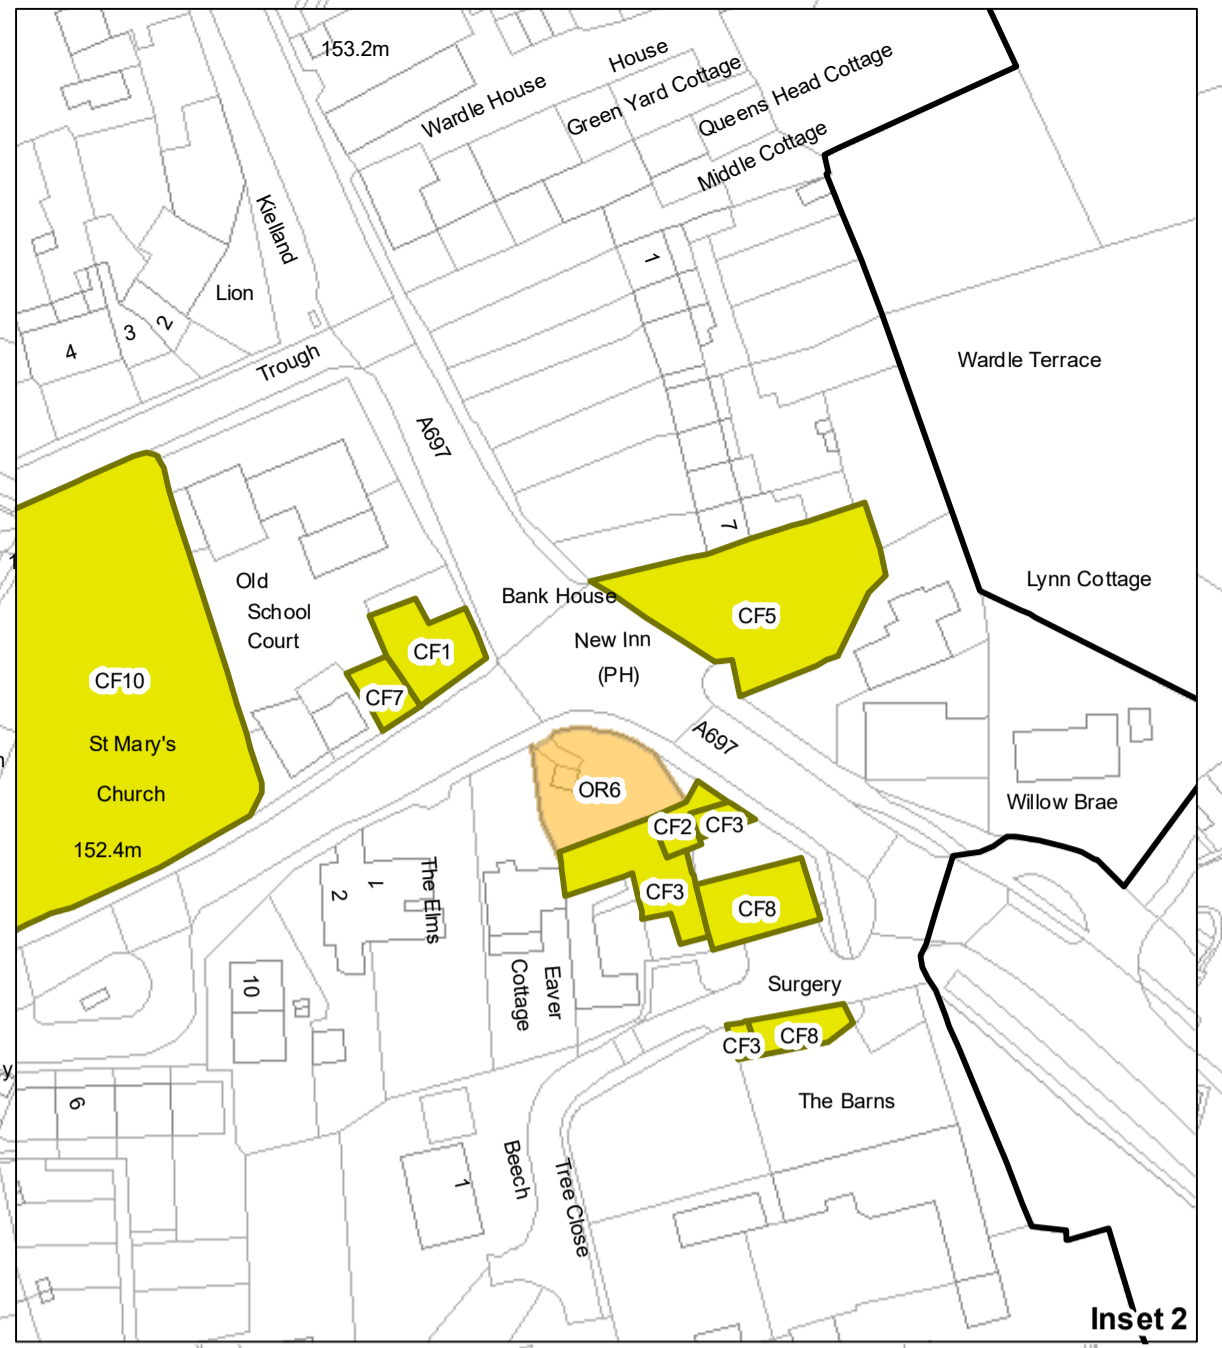 153.2m
House
Wardle House
Green Yard Cottage
Queens Head Cottage
Middle Cottage
Kielland
1
Lion
2
3
4
Trough
Wardle Terrace
A697
7
Old
School
Court
Bank House
Lynn Cottage
CF5
New Inn
(PH)
CF1
CF7
CF10
St Mary's
Church
152.4m
A697
OR6
Willow Brae
CF2
CF3
CF3
CF8
The Elms
1
2
Eaver
Cottage
10
Surgery
CF3
CF8
The Barns
6
y
Beech
Tree Close
1
Inset 2